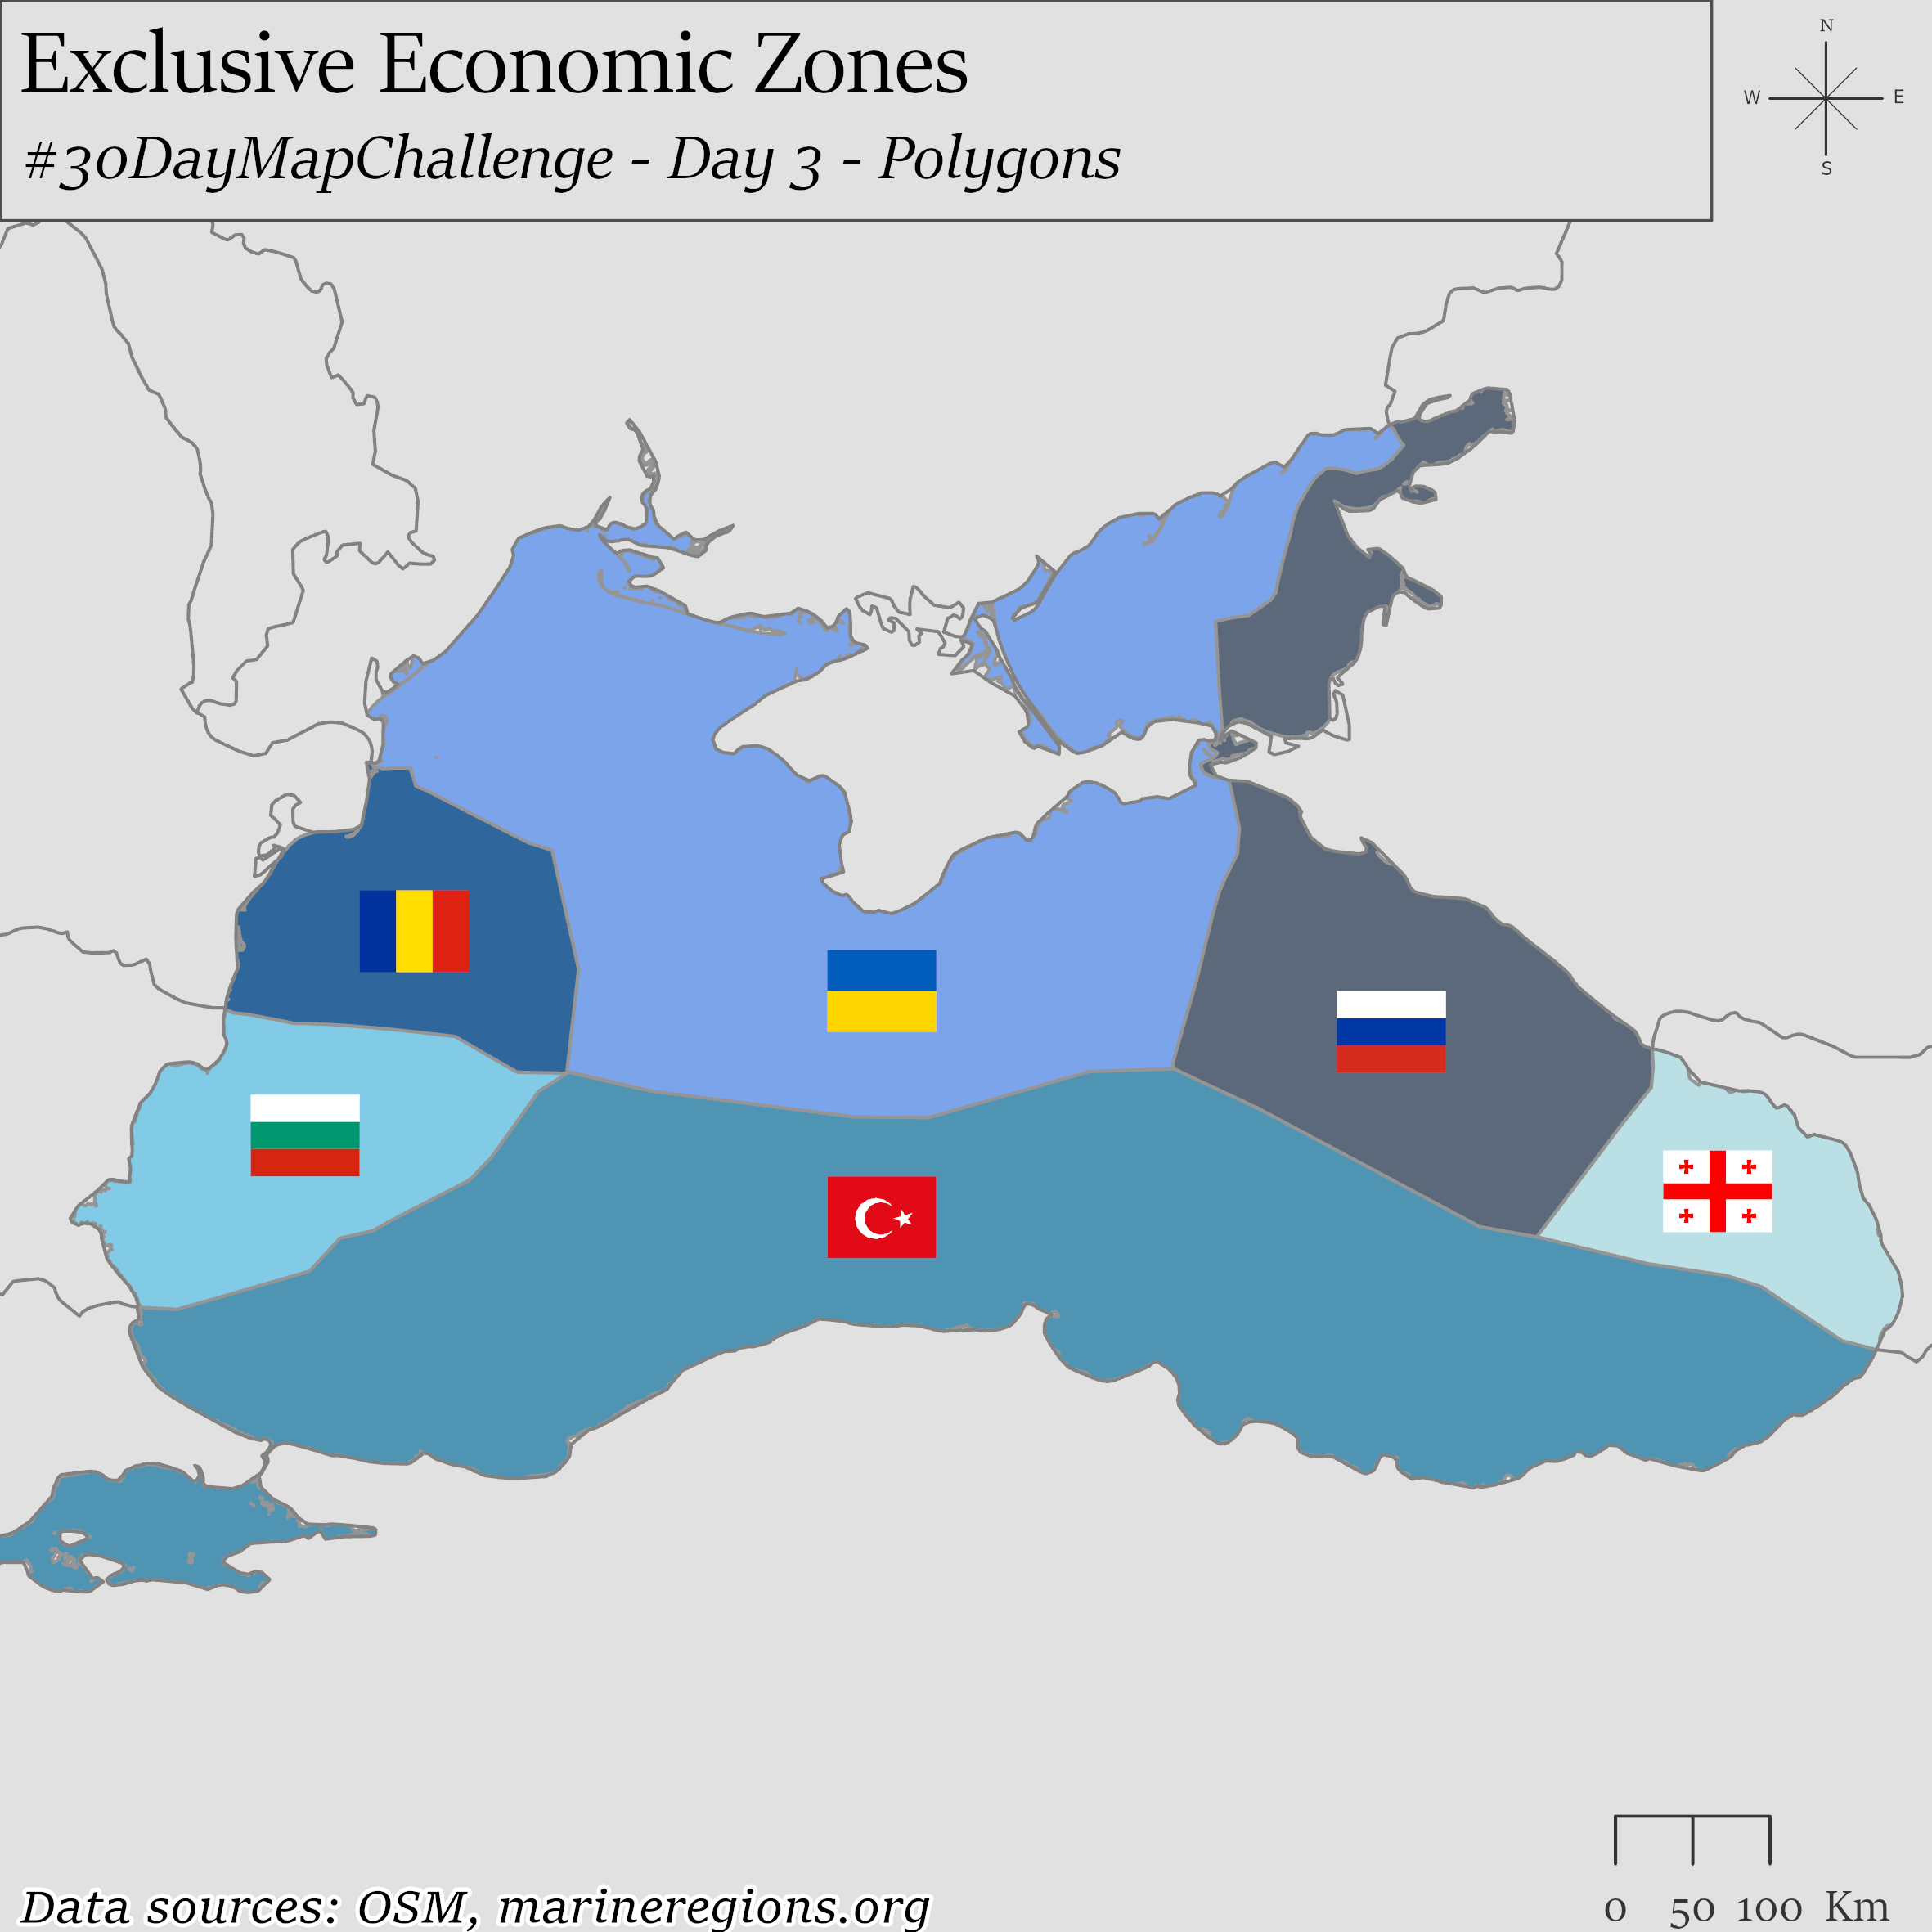 Exclusive Economic Zones
#30DayMapChallenge - Day 3 - Polygons
N
W E
S
0 50 100 Km
Data sources: OSM, marineregions.org